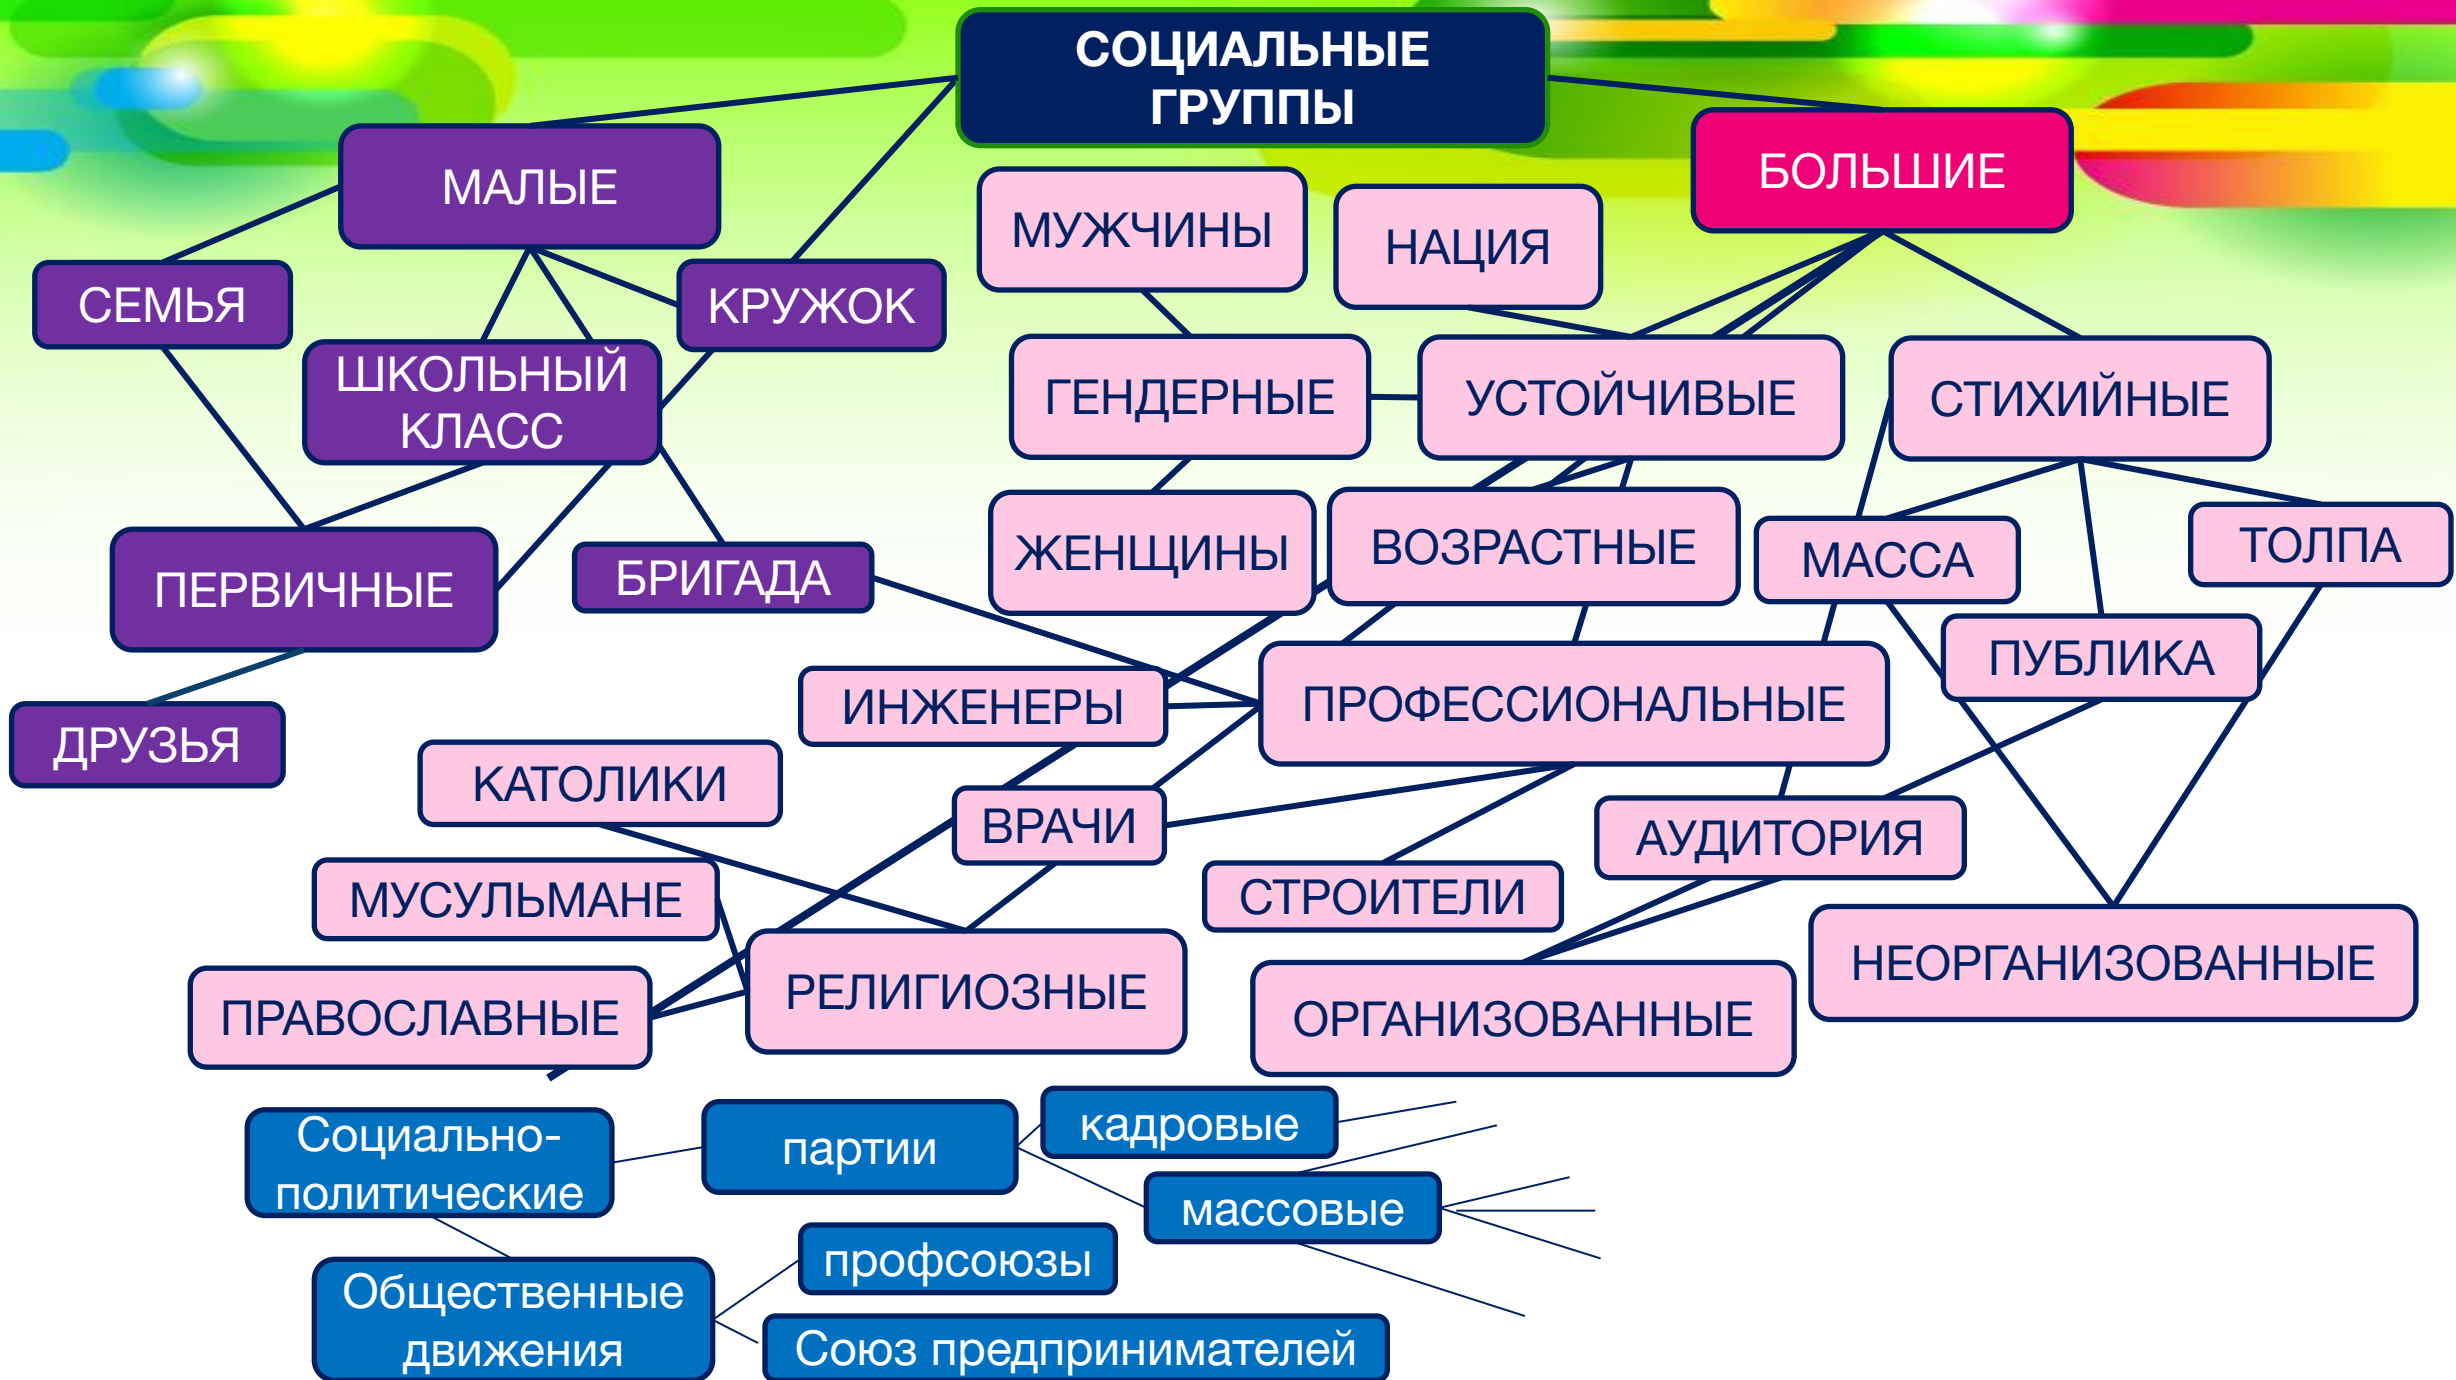 СОЦИАЛЬНЫЕ
ГРУППЫ
МАЛЫЕ
БОЛЬШИЕ
МУЖЧИНЫ
НАЦИЯ
СЕМЬЯ
КРУЖОК
ШКОЛЬНЫЙ
КЛАСС
ГЕНДЕРНЫЕ
УСТОЙЧИВЫЕ
СТИХИЙНЫЕ
ПЕРВИЧНЫЕ
БРИГАДА
ЖЕНЩИНЫ
ВОЗРАСТНЫЕ
МАССА
ТОЛПА
ПУБЛИКА
ДРУЗЬЯ
ИНЖЕНЕРЫ
ПРОФЕССИОНАЛЬНЫЕ
КАТОЛИКИ
ВРАЧИ
АУДИТОРИЯ
МУСУЛЬМАНЕ
СТРОИТЕЛИ
ПРАВОСЛАВНЫЕ
РЕЛИГИОЗНЫЕ
ОРГАНИЗОВАННЫЕ
НЕОРГАНИЗОВАННЫЕ
Социально-
политические
партии
кадровые
массовые
Общественные
движения
профсоюзы
Союз предпринимателей